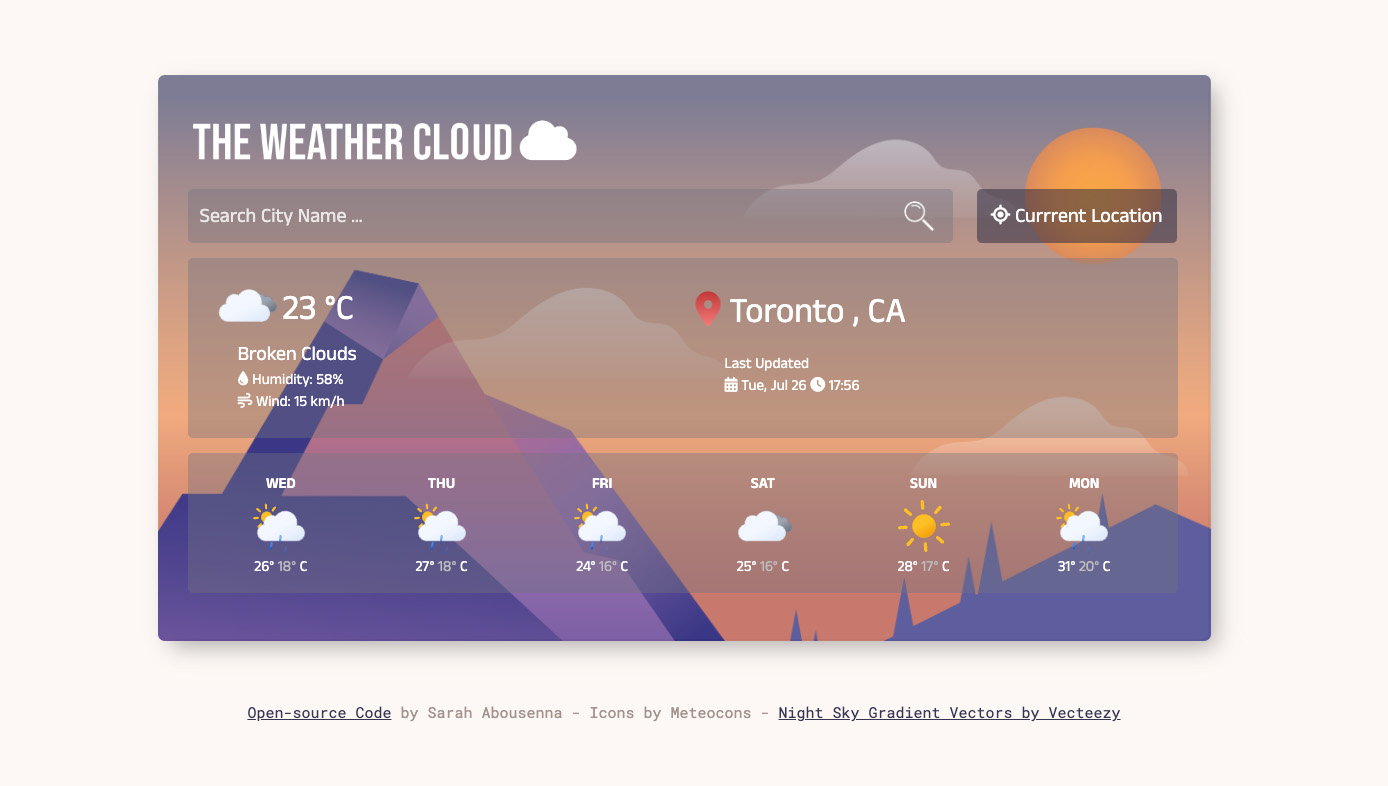 THE WEATHER CLOUD
Search City Name ...
Currrent Location
23 °C
Broken Clouds
Humidity: 58%
Wind: 15 km/h
Toronto , CA
Last Updated
Tue, Jul 26 17:56
WED THU FRI SAT SUN MON
26° 18° C 27° 18° C 24° 16° C 25° 16° C 28° 17° C 31° 20° C
Open-source Code by Sarah Abousenna - Icons by Meteocons - Night Sky Gradient Vectors by Vecteezy